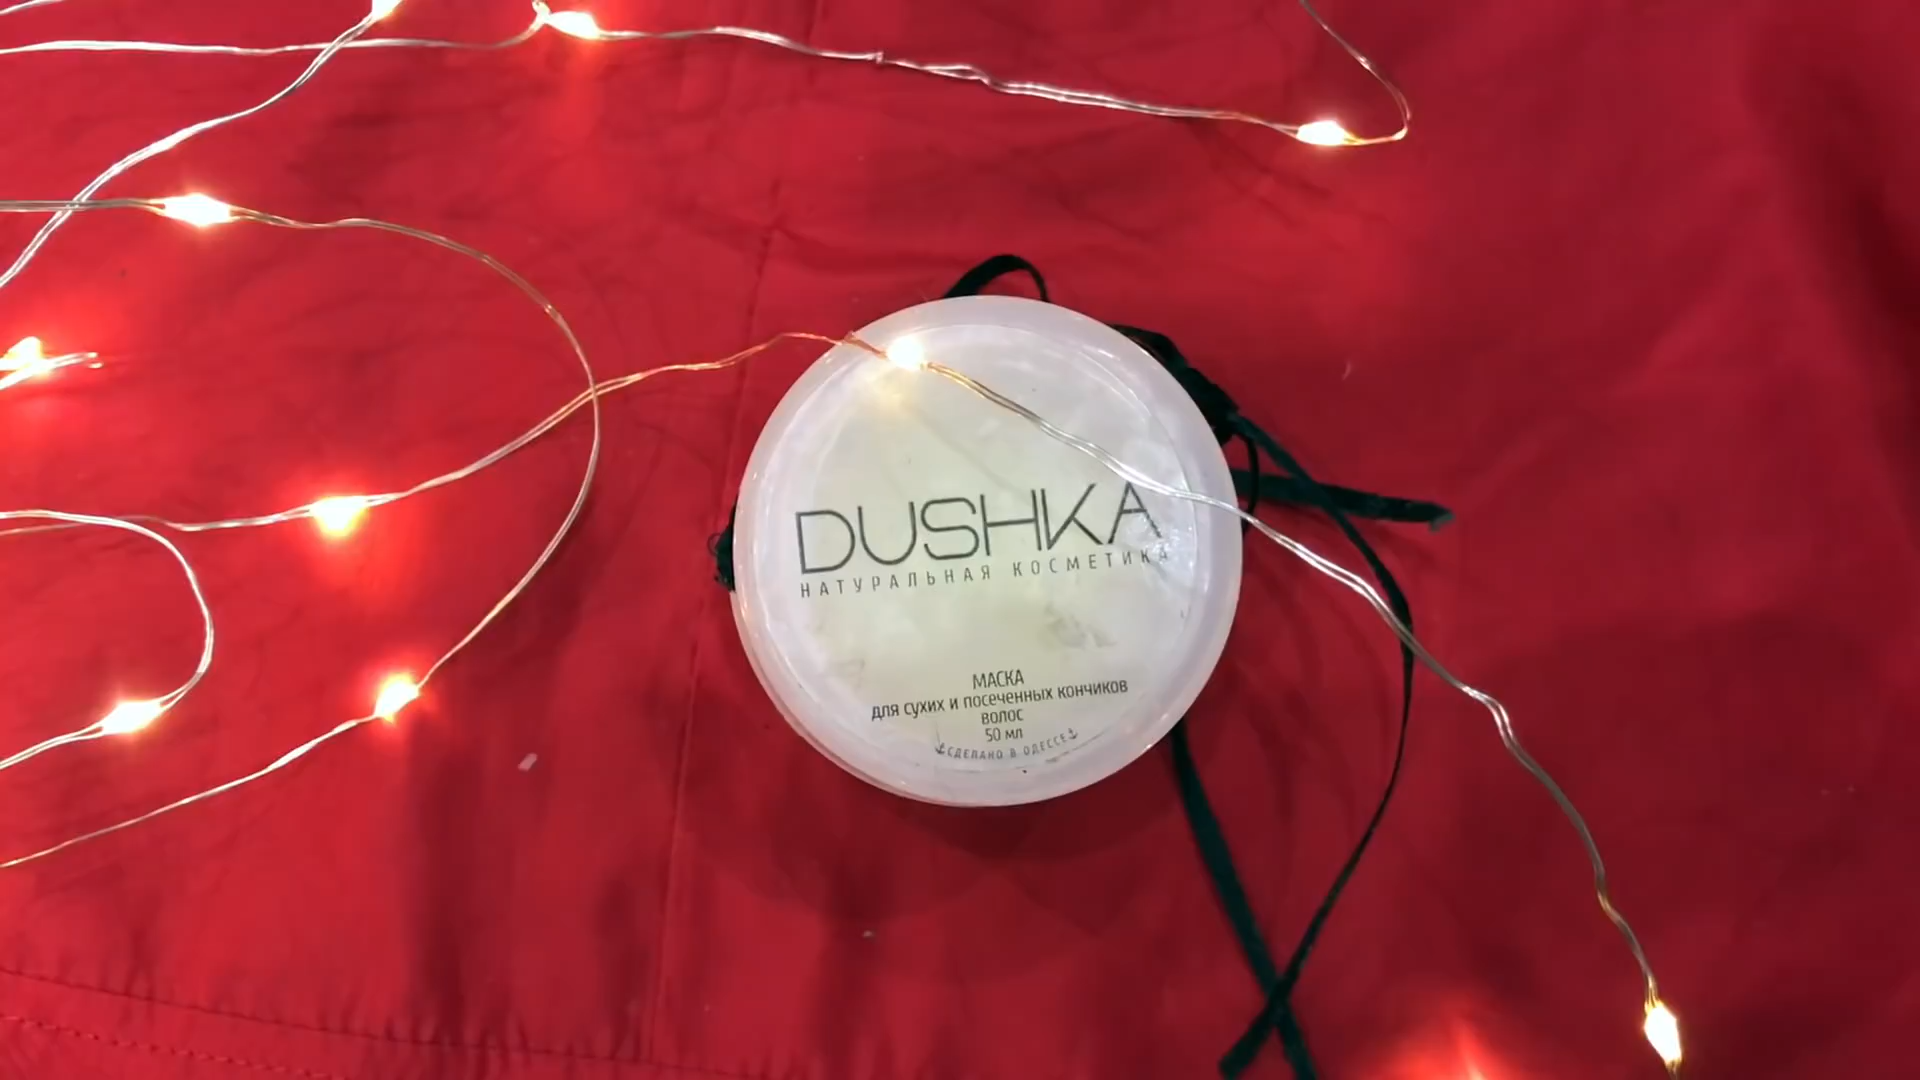 DUSHKA
НАТУРАЛЬНАЯ КОСМЕТИКА
МАСКА
для сухих и посеченных кончиков
волос
50 мл
СДЕЛАНО В ОДЕССЕ